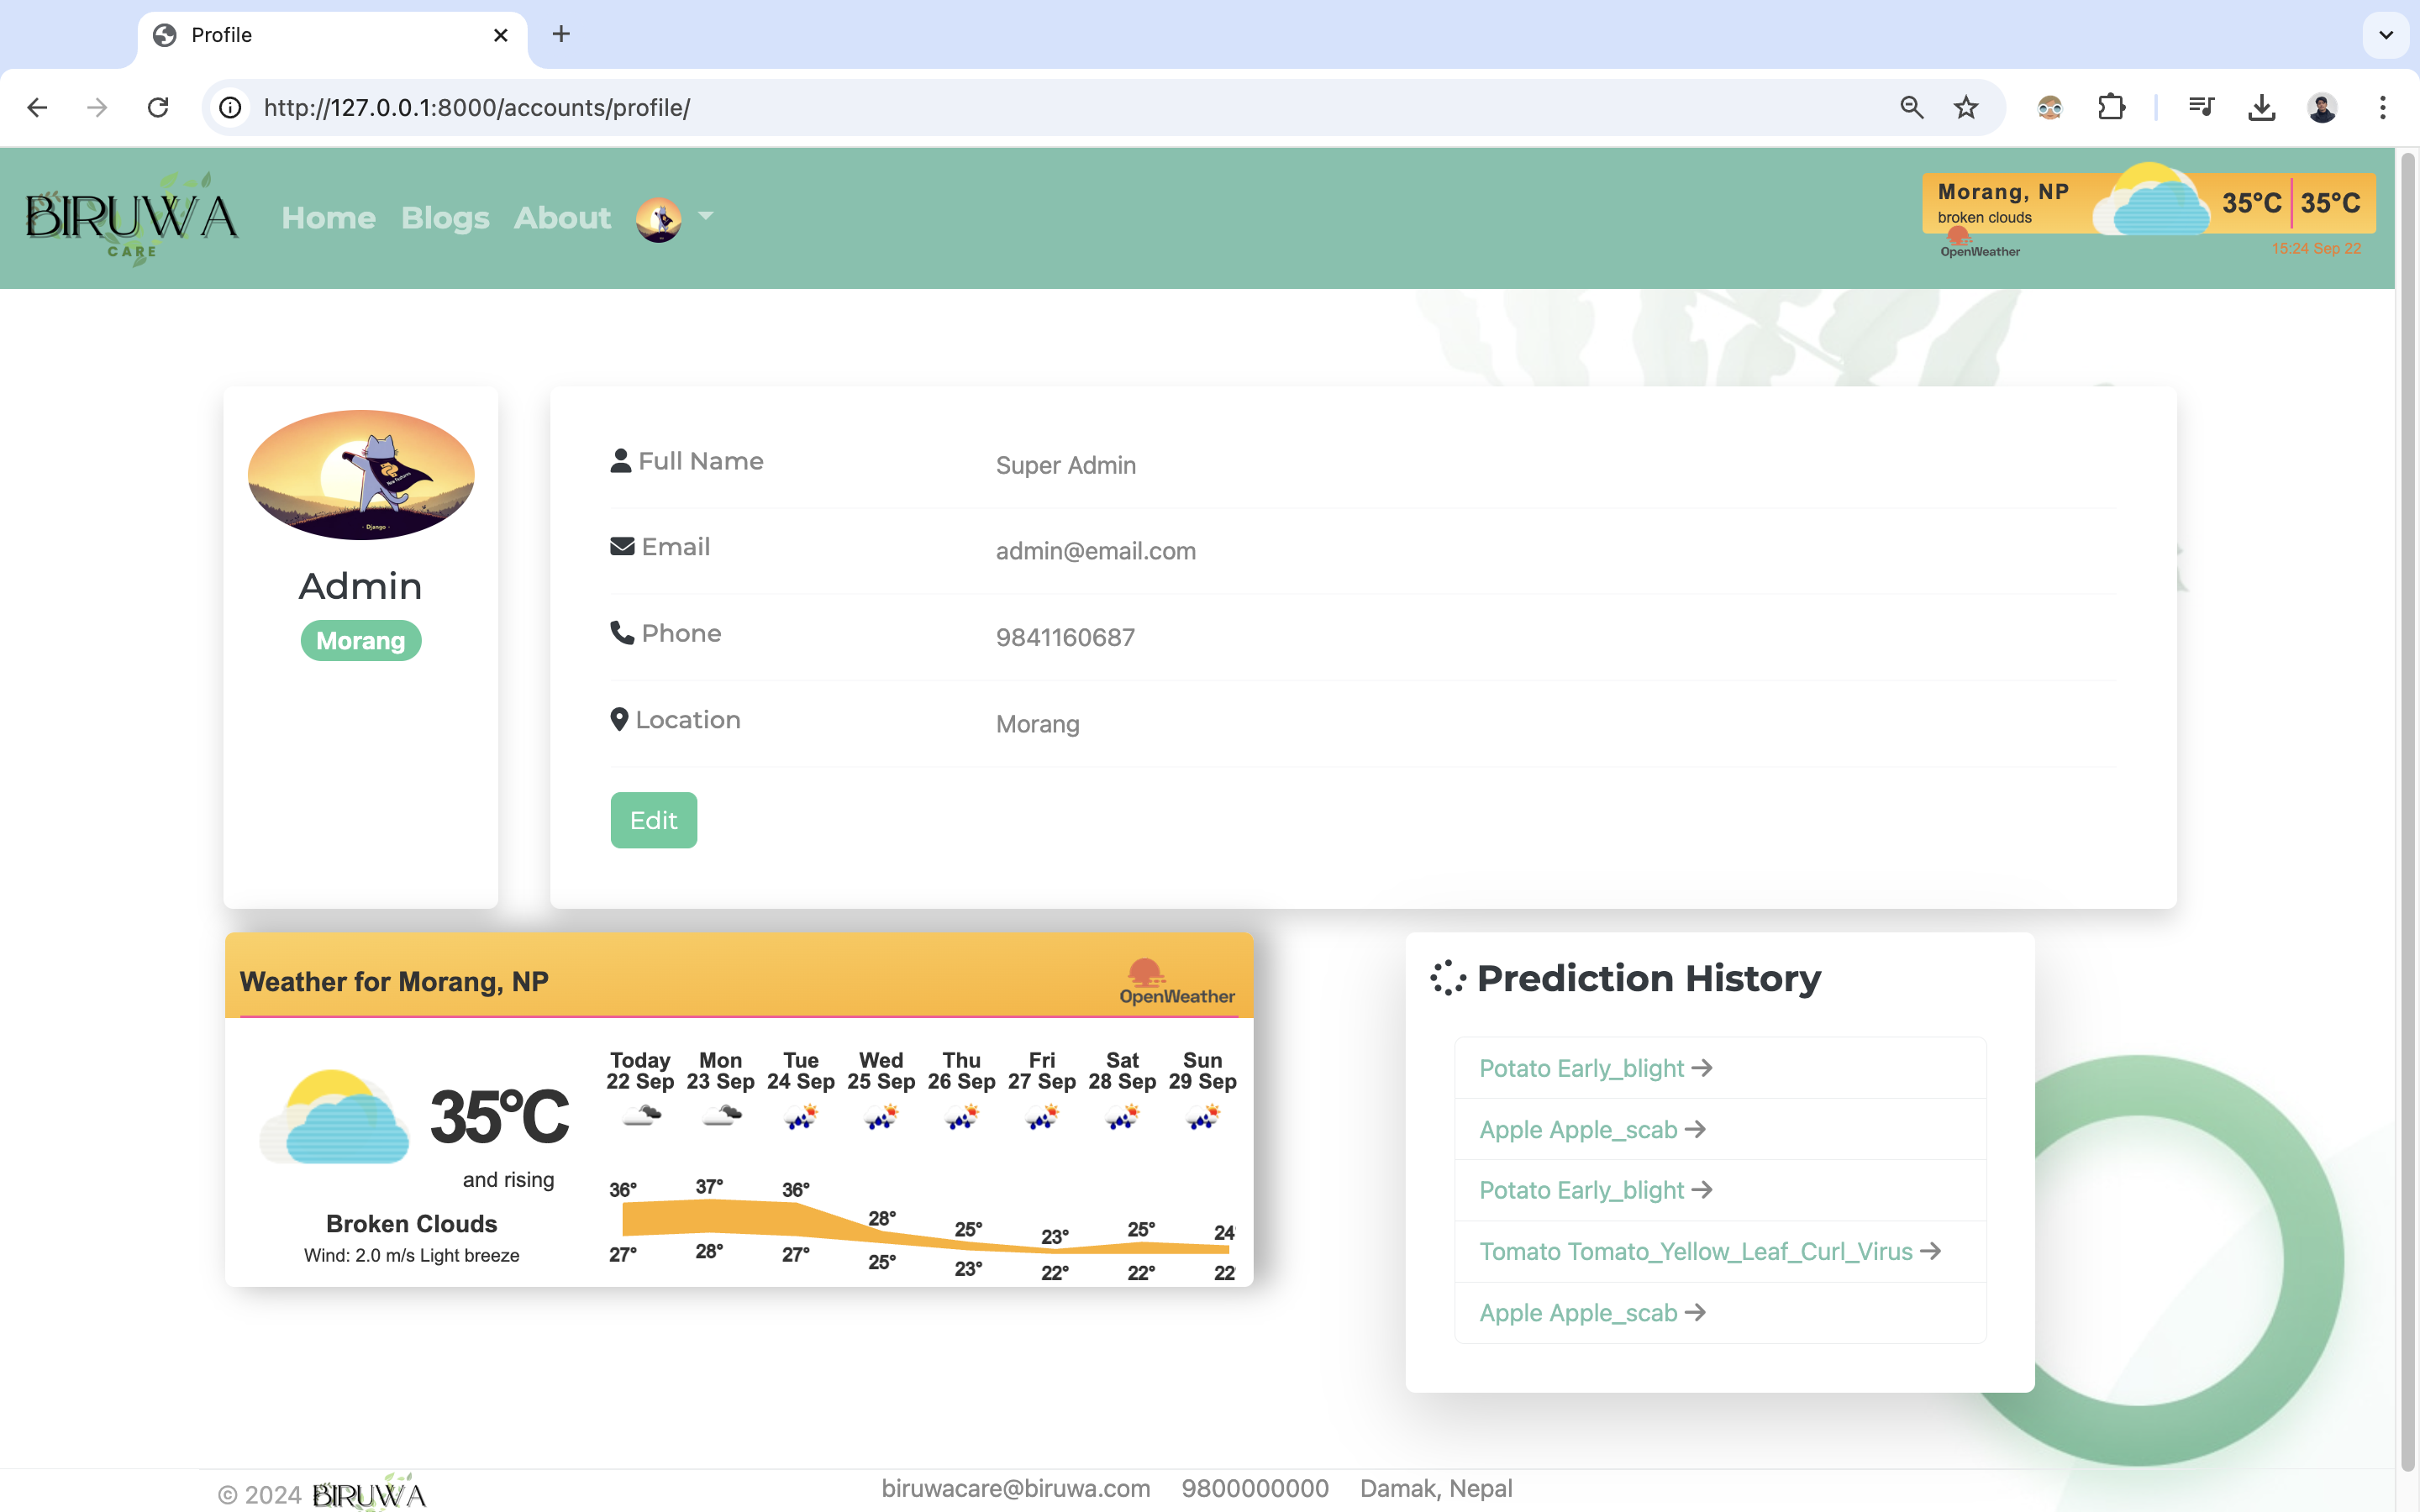 Profile
http://127.0.0.1:8000/accounts/profile/
BIRUWA
CARE
Home Blogs About
Morang, NP
broken clouds
35°C 35°C
OpenWeather
15:24 Sep 22
- Django -
Admin
Morang
Full Name Super Admin
Email admin@email.com
Phone 9841160687
Location Morang
Edit
Weather for Morang, NP
OpenWeather
35°C
and rising
Broken Clouds
Wind: 2.0 m/s Light breeze
Today Mon Tue Wed Thu Fri Sat Sun
22 Sep 23 Sep 24 Sep 25 Sep 26 Sep 27 Sep 28 Sep 29 Sep
36° 37° 36° 28° 25° 23° 25° 24
27° 28° 27° 25° 23° 22° 22° 22
Prediction History
Potato Early_blight
Apple Apple_scab
Potato Early_blight
Tomato Tomato_Yellow_Leaf_Curl_Virus
Apple Apple_scab
© 2024 BIRUWA
biruwacare@biruwa.com 9800000000 Damak, Nepal